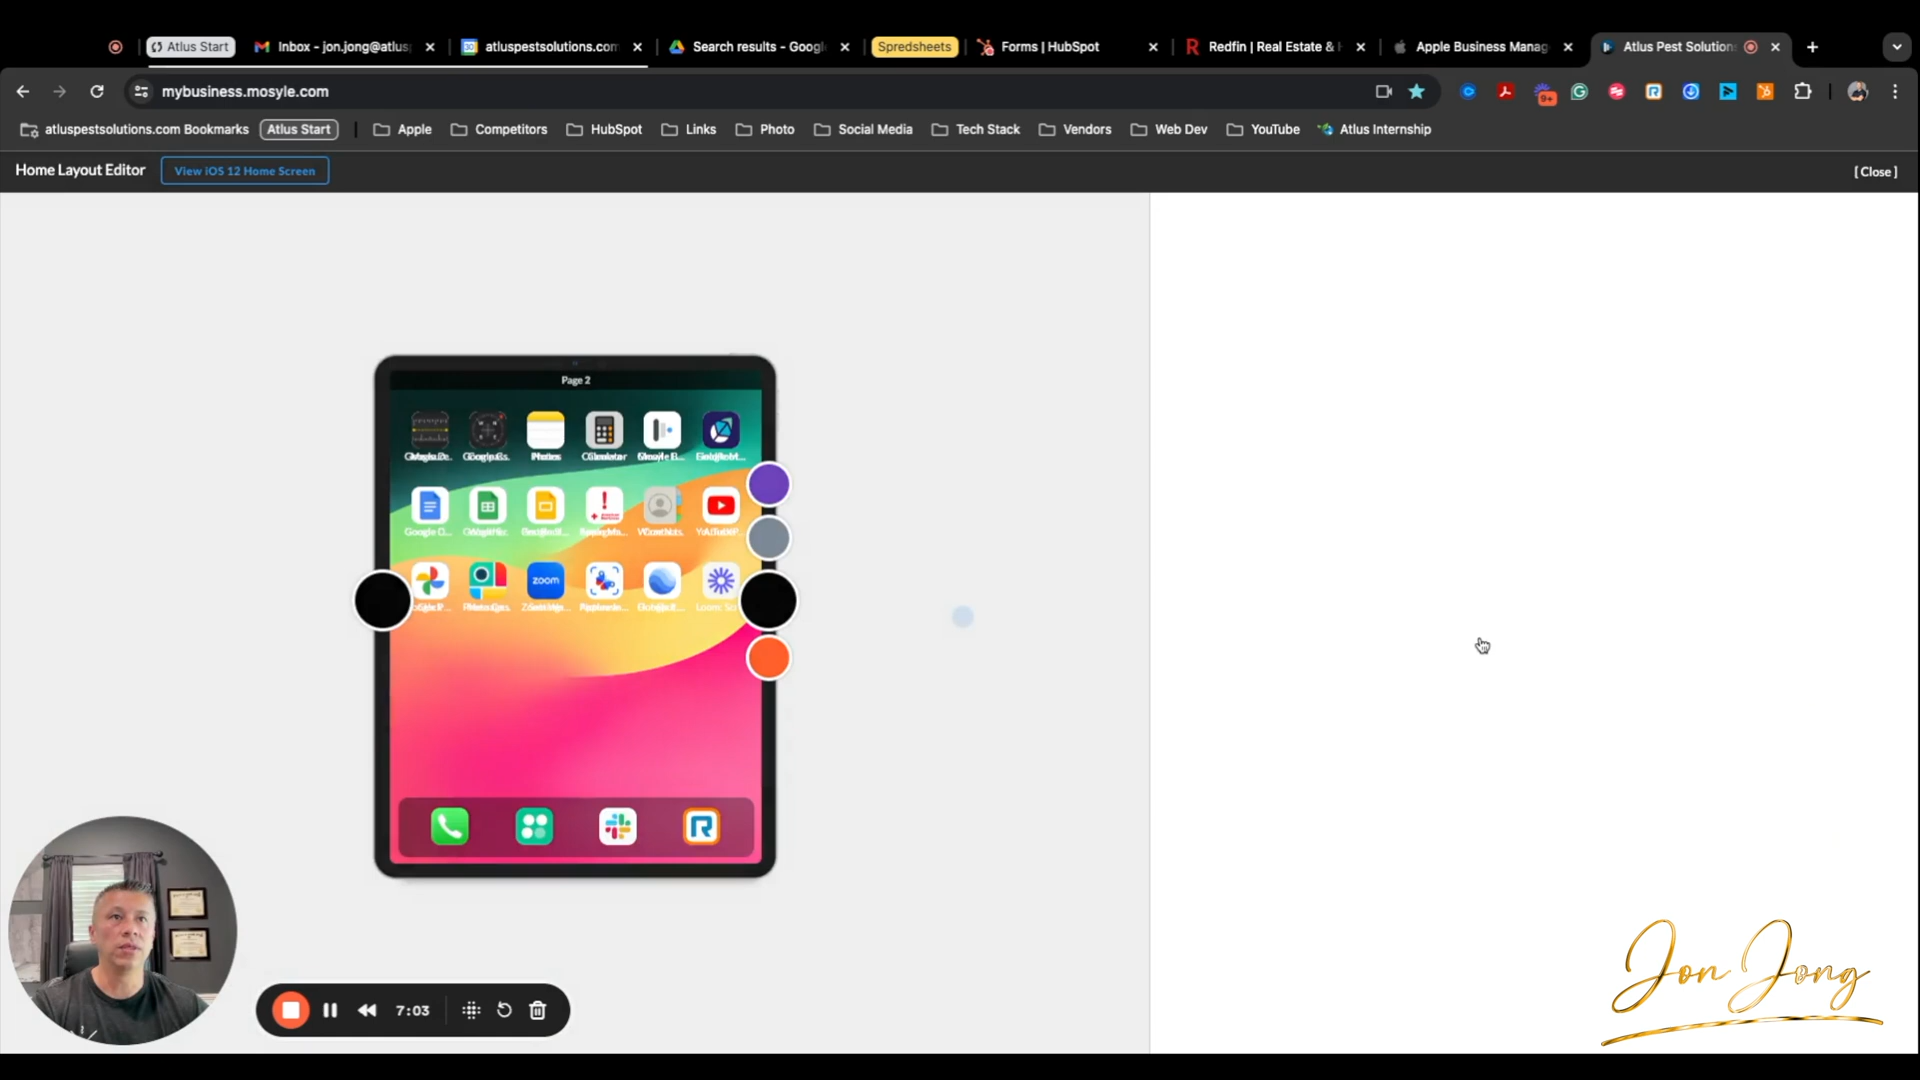 Atlus Start
Inbox - jon.jong@atlus
atluspestsolutions.com
Search results - Googl
Spredsheets
Forms | HubSpot
Redfin | Real Estate &
Apple Business Manag
Atlus Pest Solution
mybusiness.mosyle.com
9+
atluspestsolutions.com Bookmarks
Atlus Start
Apple
Competitors
HubSpot
Links
Photo
Social Media
Tech Stack
Vendors
Web Dev
YouTube
Atlus Internship
Home Layout Editor
View iOS 12 Home Screen
[ Close ]
Page 2
Calculator
zoom
7:03
Jon Jong